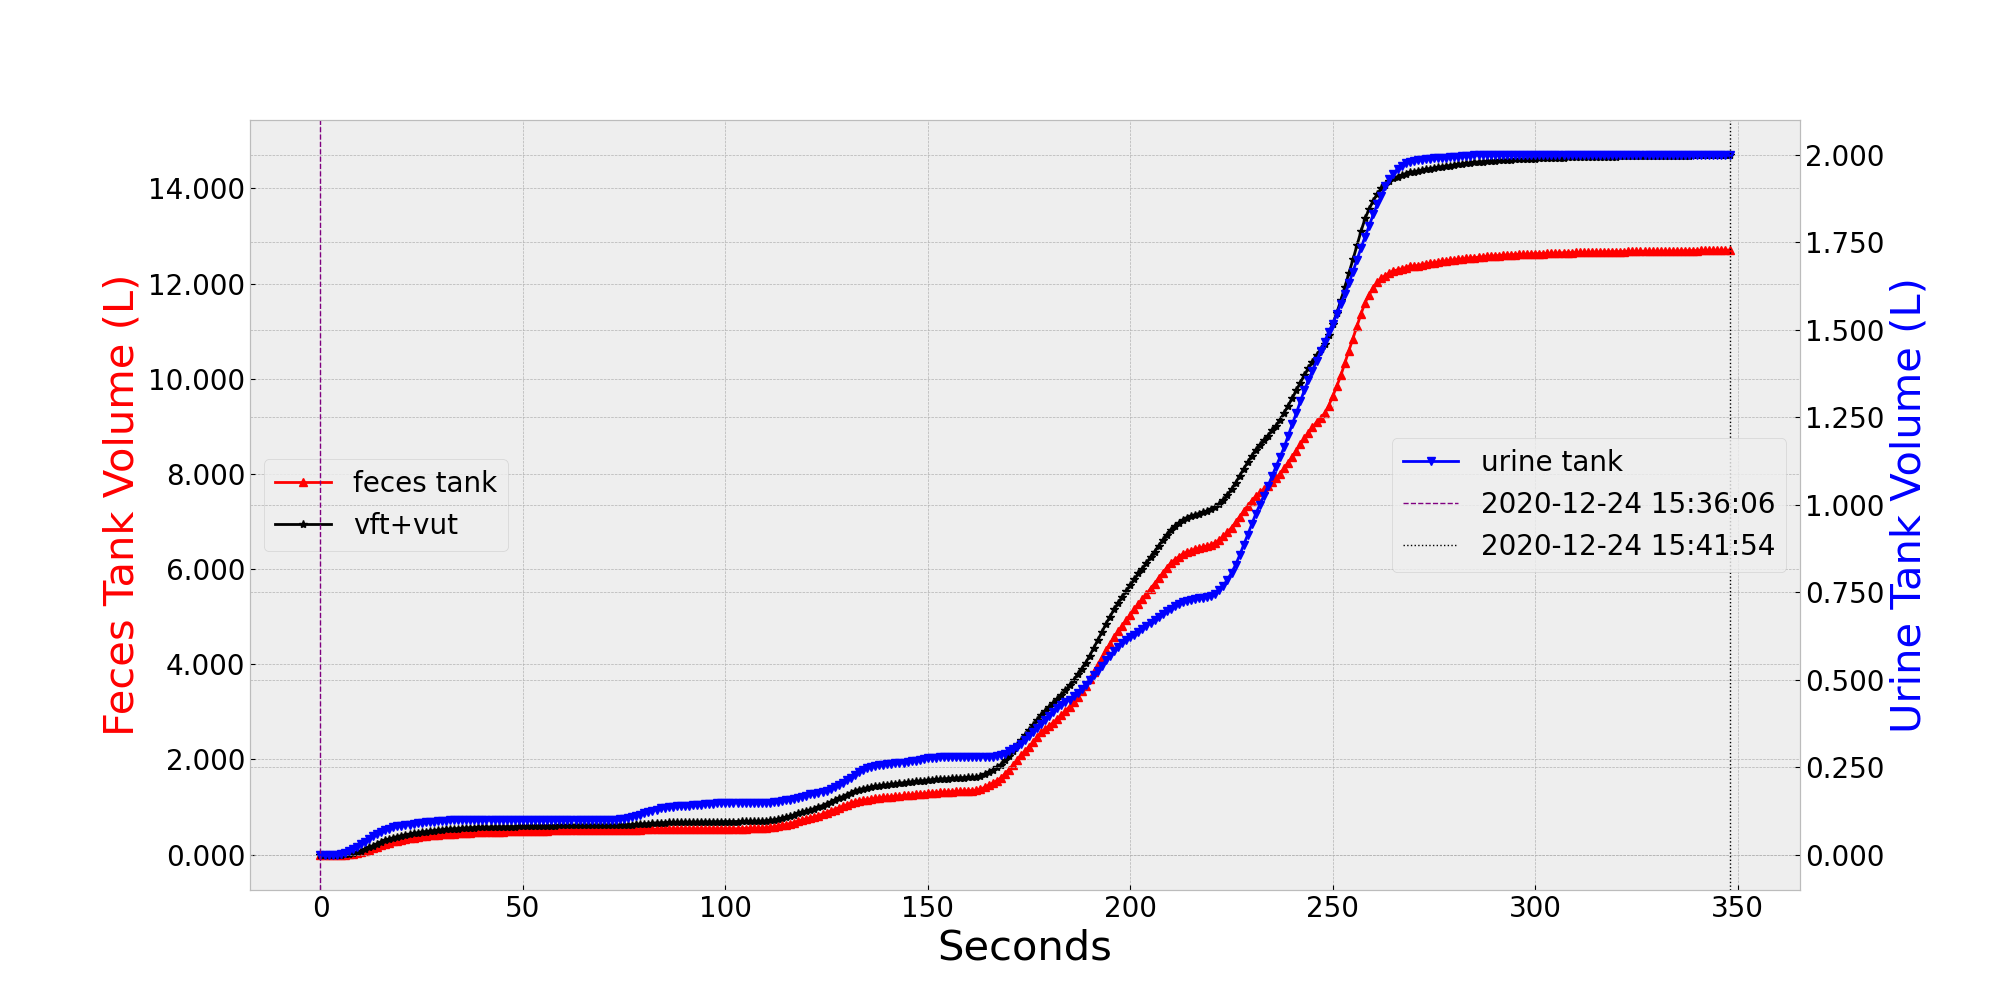 Feces Tank Volume (L)
14.000
12.000
10.000
8.000
6.000
4.000
2.000
0.000
feces tank
vft+vut
urine tank
2020-12-24 15:36:06
2020-12-24 15:41:54
2.000
1.750
1.500
1.250
1.000
0.750
0.500
0.250
0.000
Urine Tank Volume (L)
0 50 100 150 200 250 300 350
Seconds